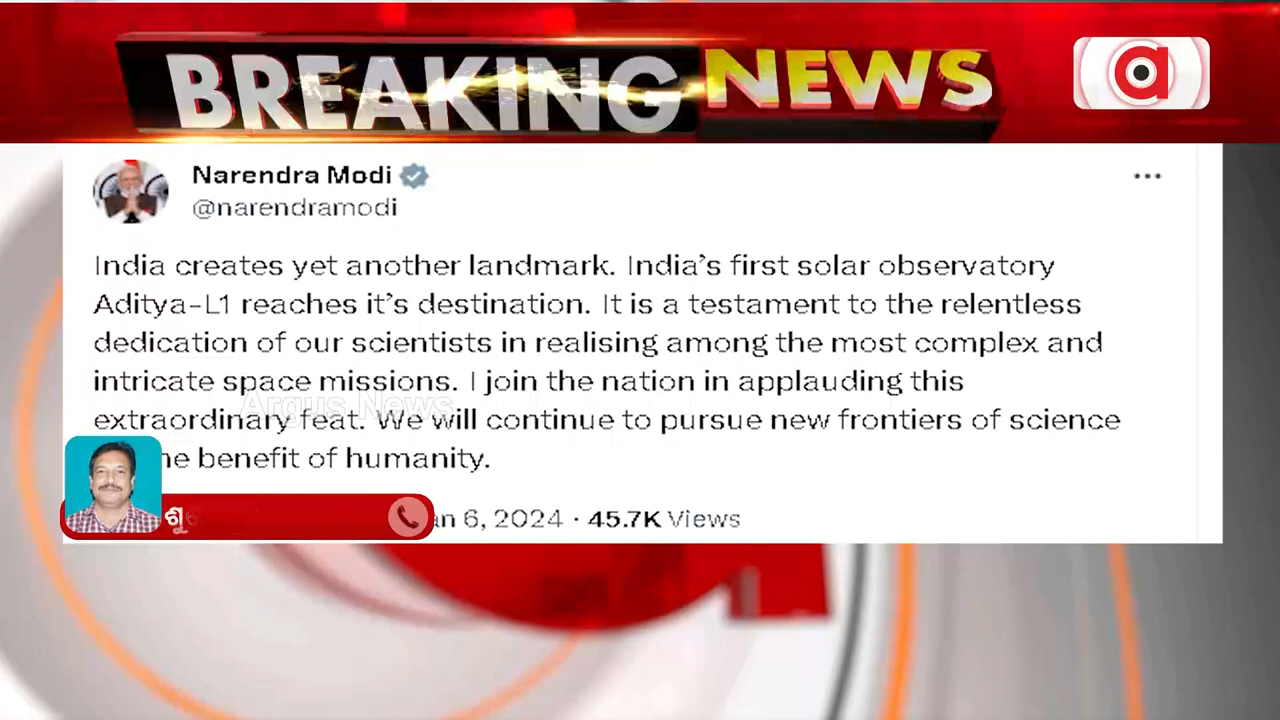 BREAKING NEWS
a
Narendra Modi
@narendramodi
India creates yet another landmark. India's first solar observatory
Aditya-L1 reaches it's destination. It is a testament to the relentless
dedication of our scientists in realising among the most complex and
intricate space missions. I join the nation in applauding this
Argus News
extraordinary feat. We will continue to pursue new frontiers of science
benefit of humanity.
6, 2024 · 45.7K Views